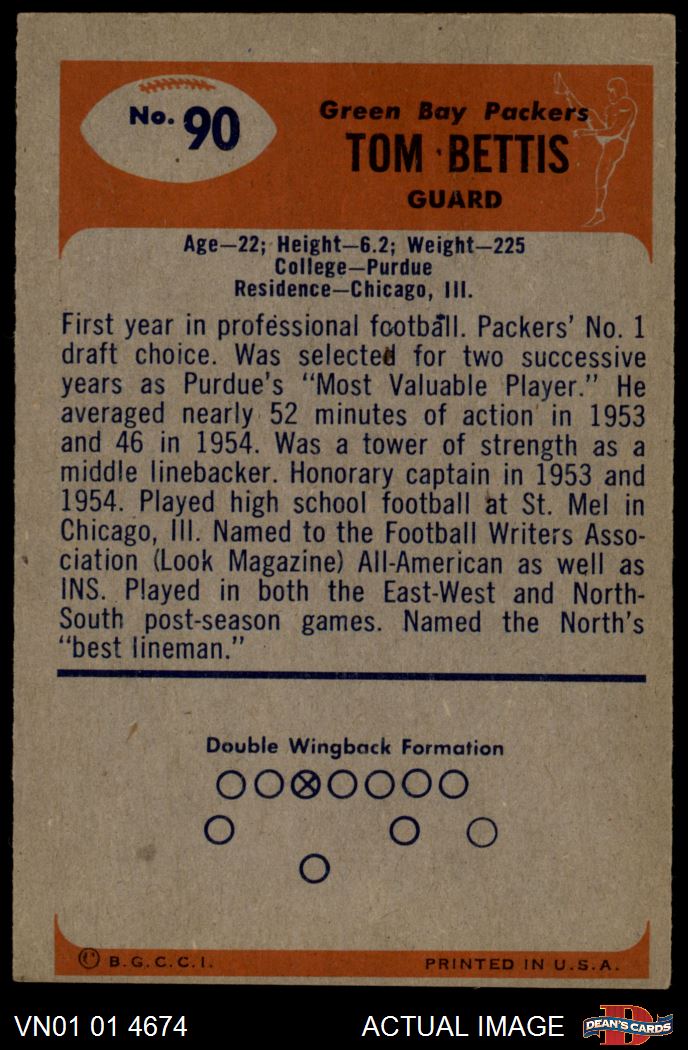 No. 90
Green Bay Packers
TOM BETTIS
GUARD
Age—22; Height—6.2; Weight—225
College—Purdue
Residence—Chicago, Ill.
First year in professional football. Packers' No. 1
draft choice. Was selected for two successive
years as Purdue's "Most Valuable Player." He
averaged nearly 52 minutes of action in 1953
and 46 in 1954. Was a tower of strength as a
middle linebacker. Honorary captain in 1953 and
1954. Played high school football at St. Mel in
Chicago, Ill. Named to the Football Writers Asso-
ciation (Look Magazine) All-American as well as
INS. Played in both the East-West and North-
South post-season games. Named the North's
"best lineman."
Double Wingback Formation
© B.G.C.C.I.
PRINTED IN U.S.A.
VN01 01 4674
ACTUAL IMAGE
D
DEAN'S CARDS